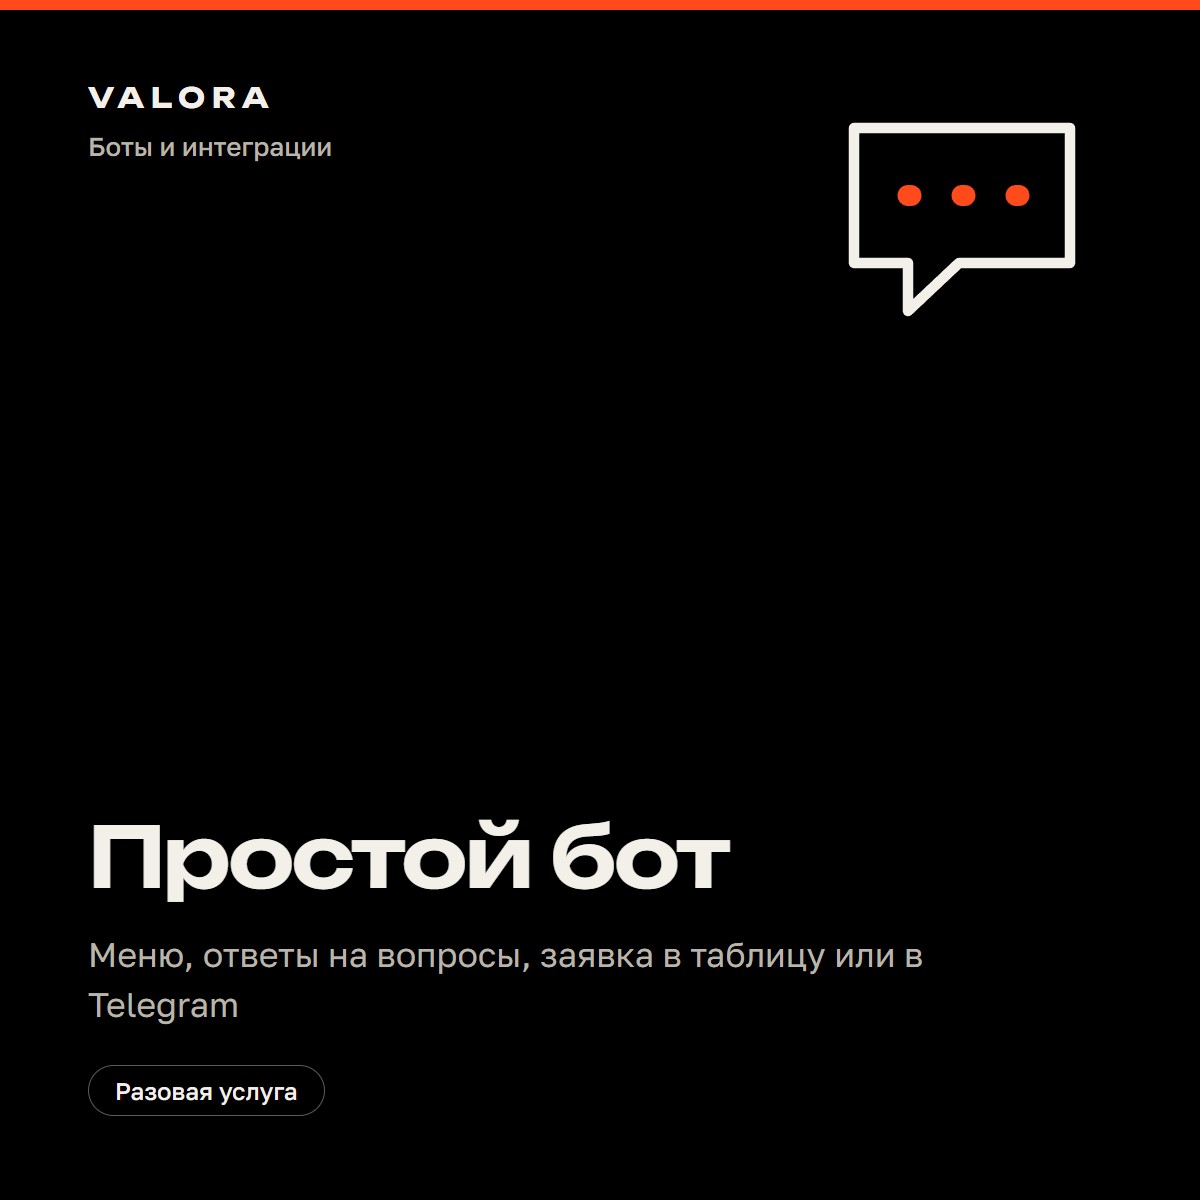 VALORA
Боты и интеграции
Простой бот
Меню, ответы на вопросы, заявка в таблицу или в
Telegram
Разовая услуга